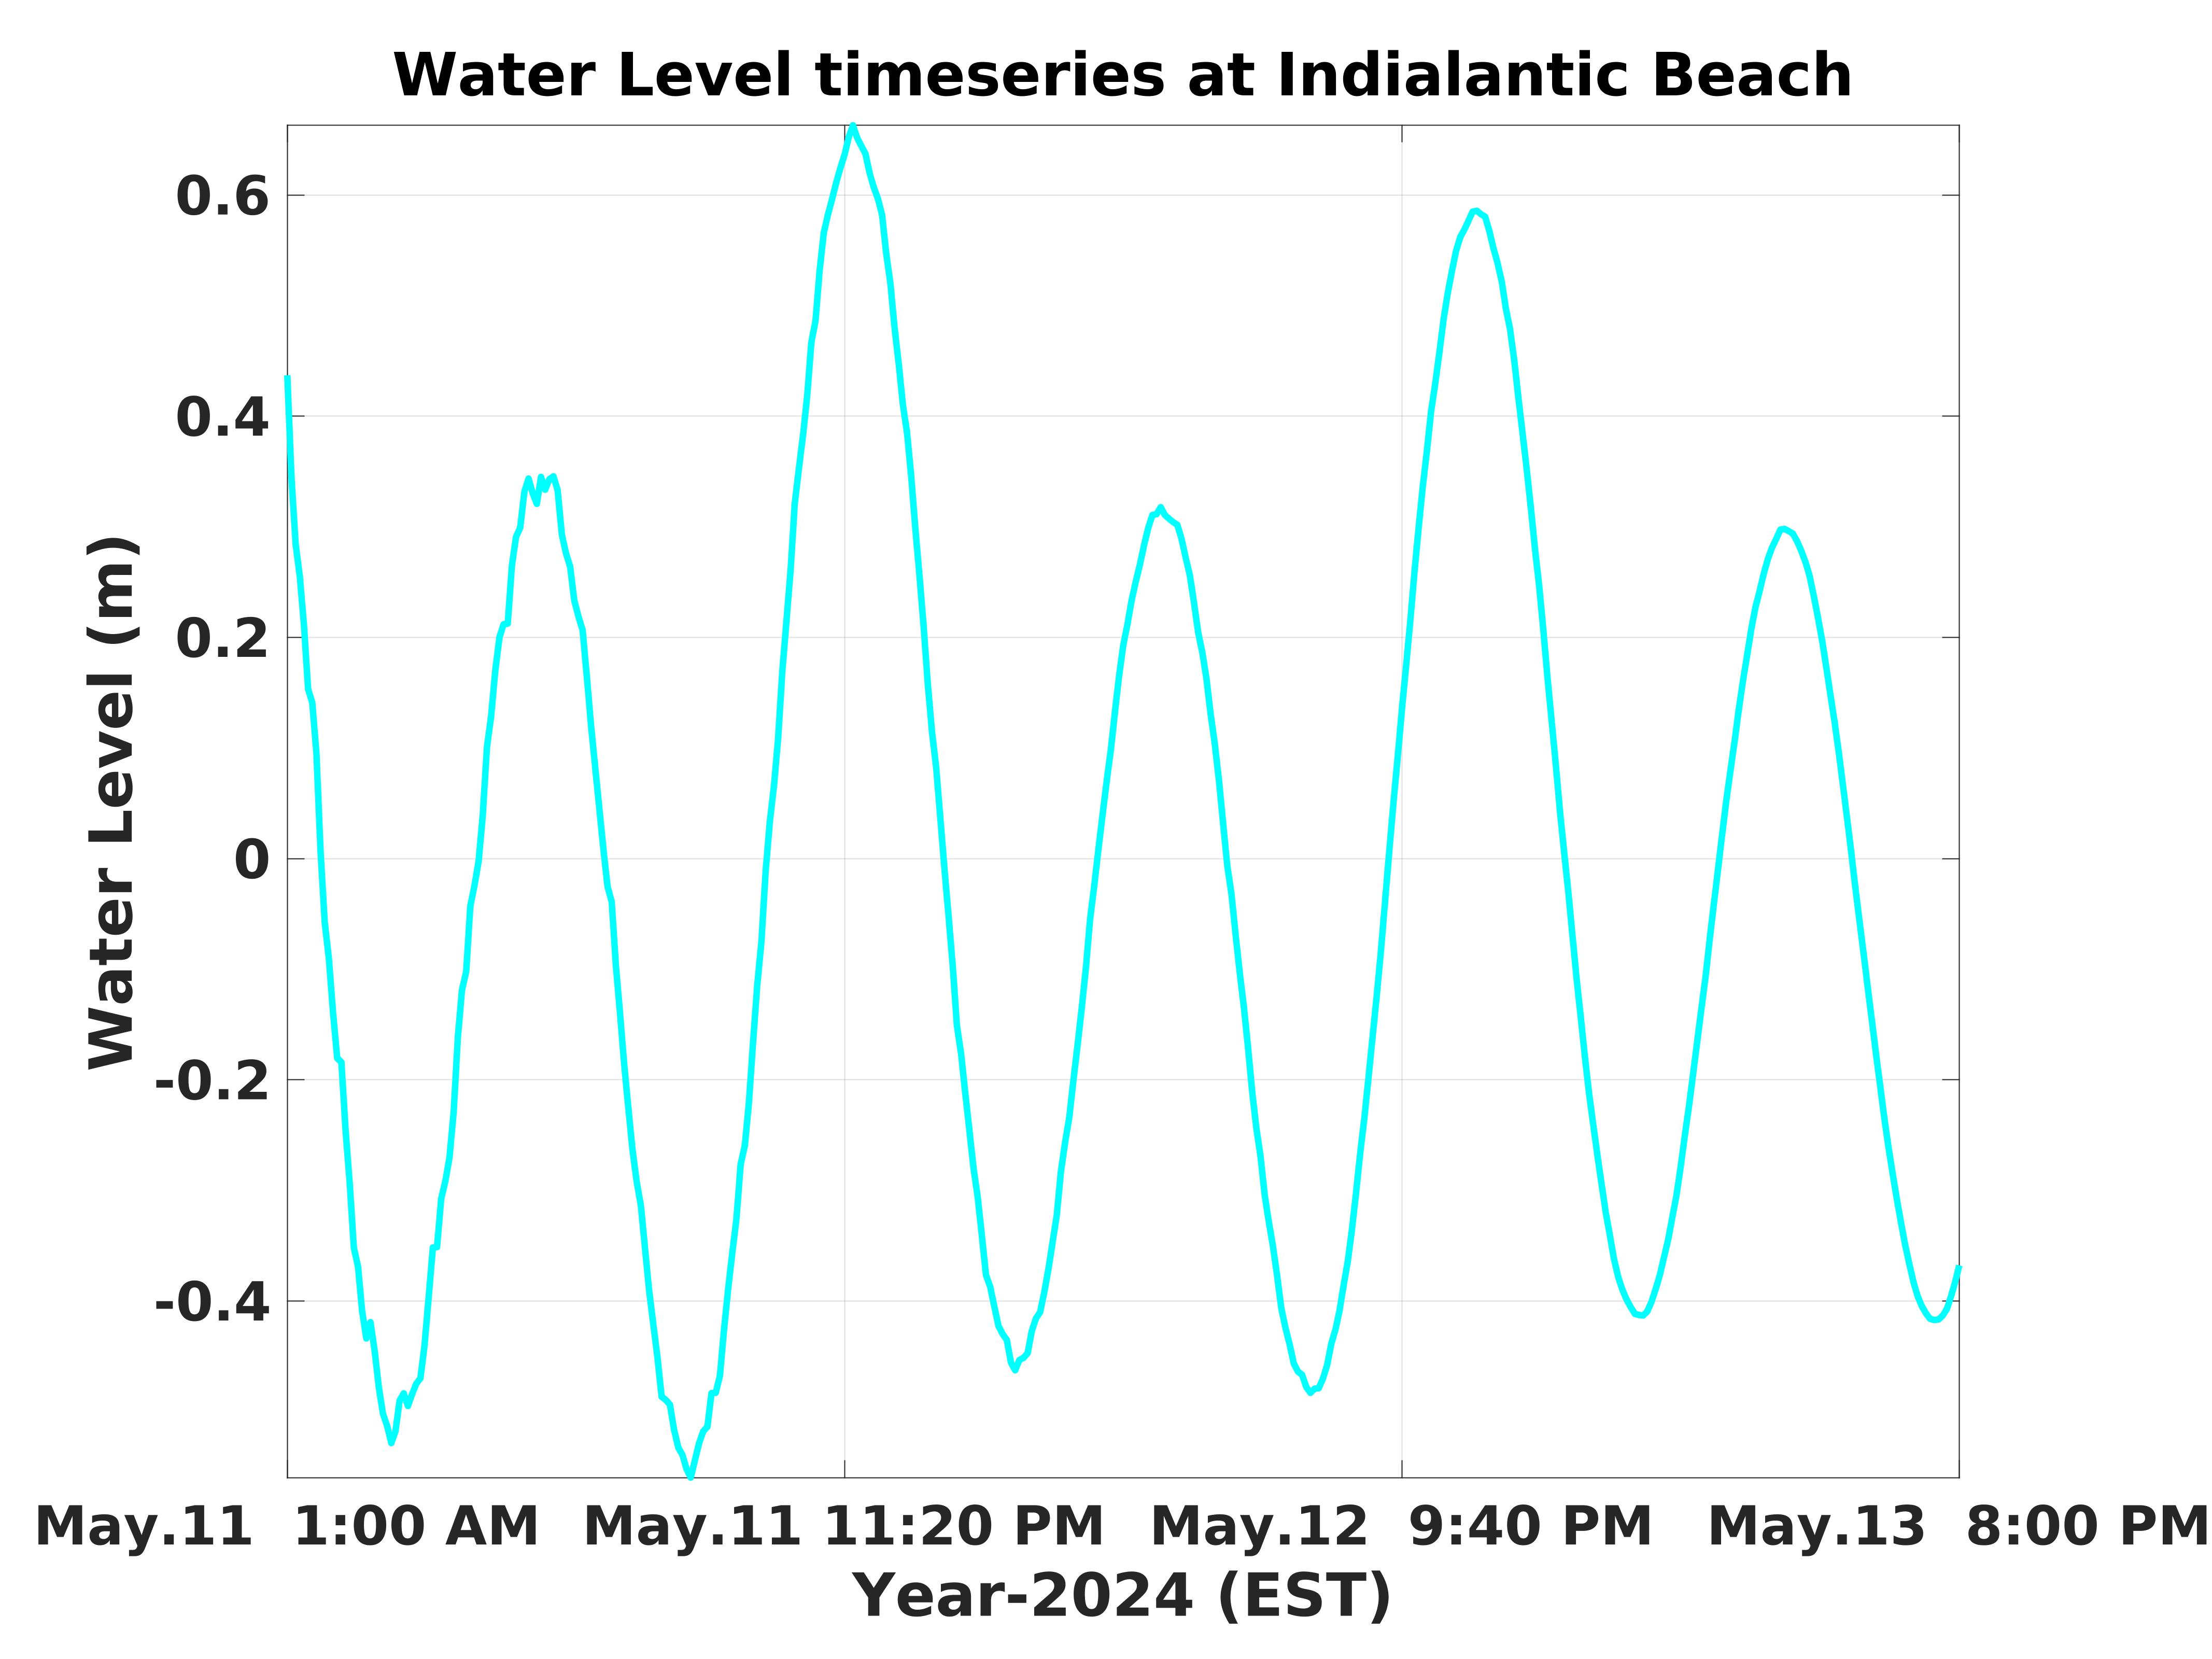 Water Level timeseries at Indialantic Beach
0.6
0.4
0.2
0
-0.2
-0.4
Water Level (m)
May.11 1:00 AM May.11 11:20 PM May.12 9:40 PM May.13 8:00 PM
Year-2024 (EST)